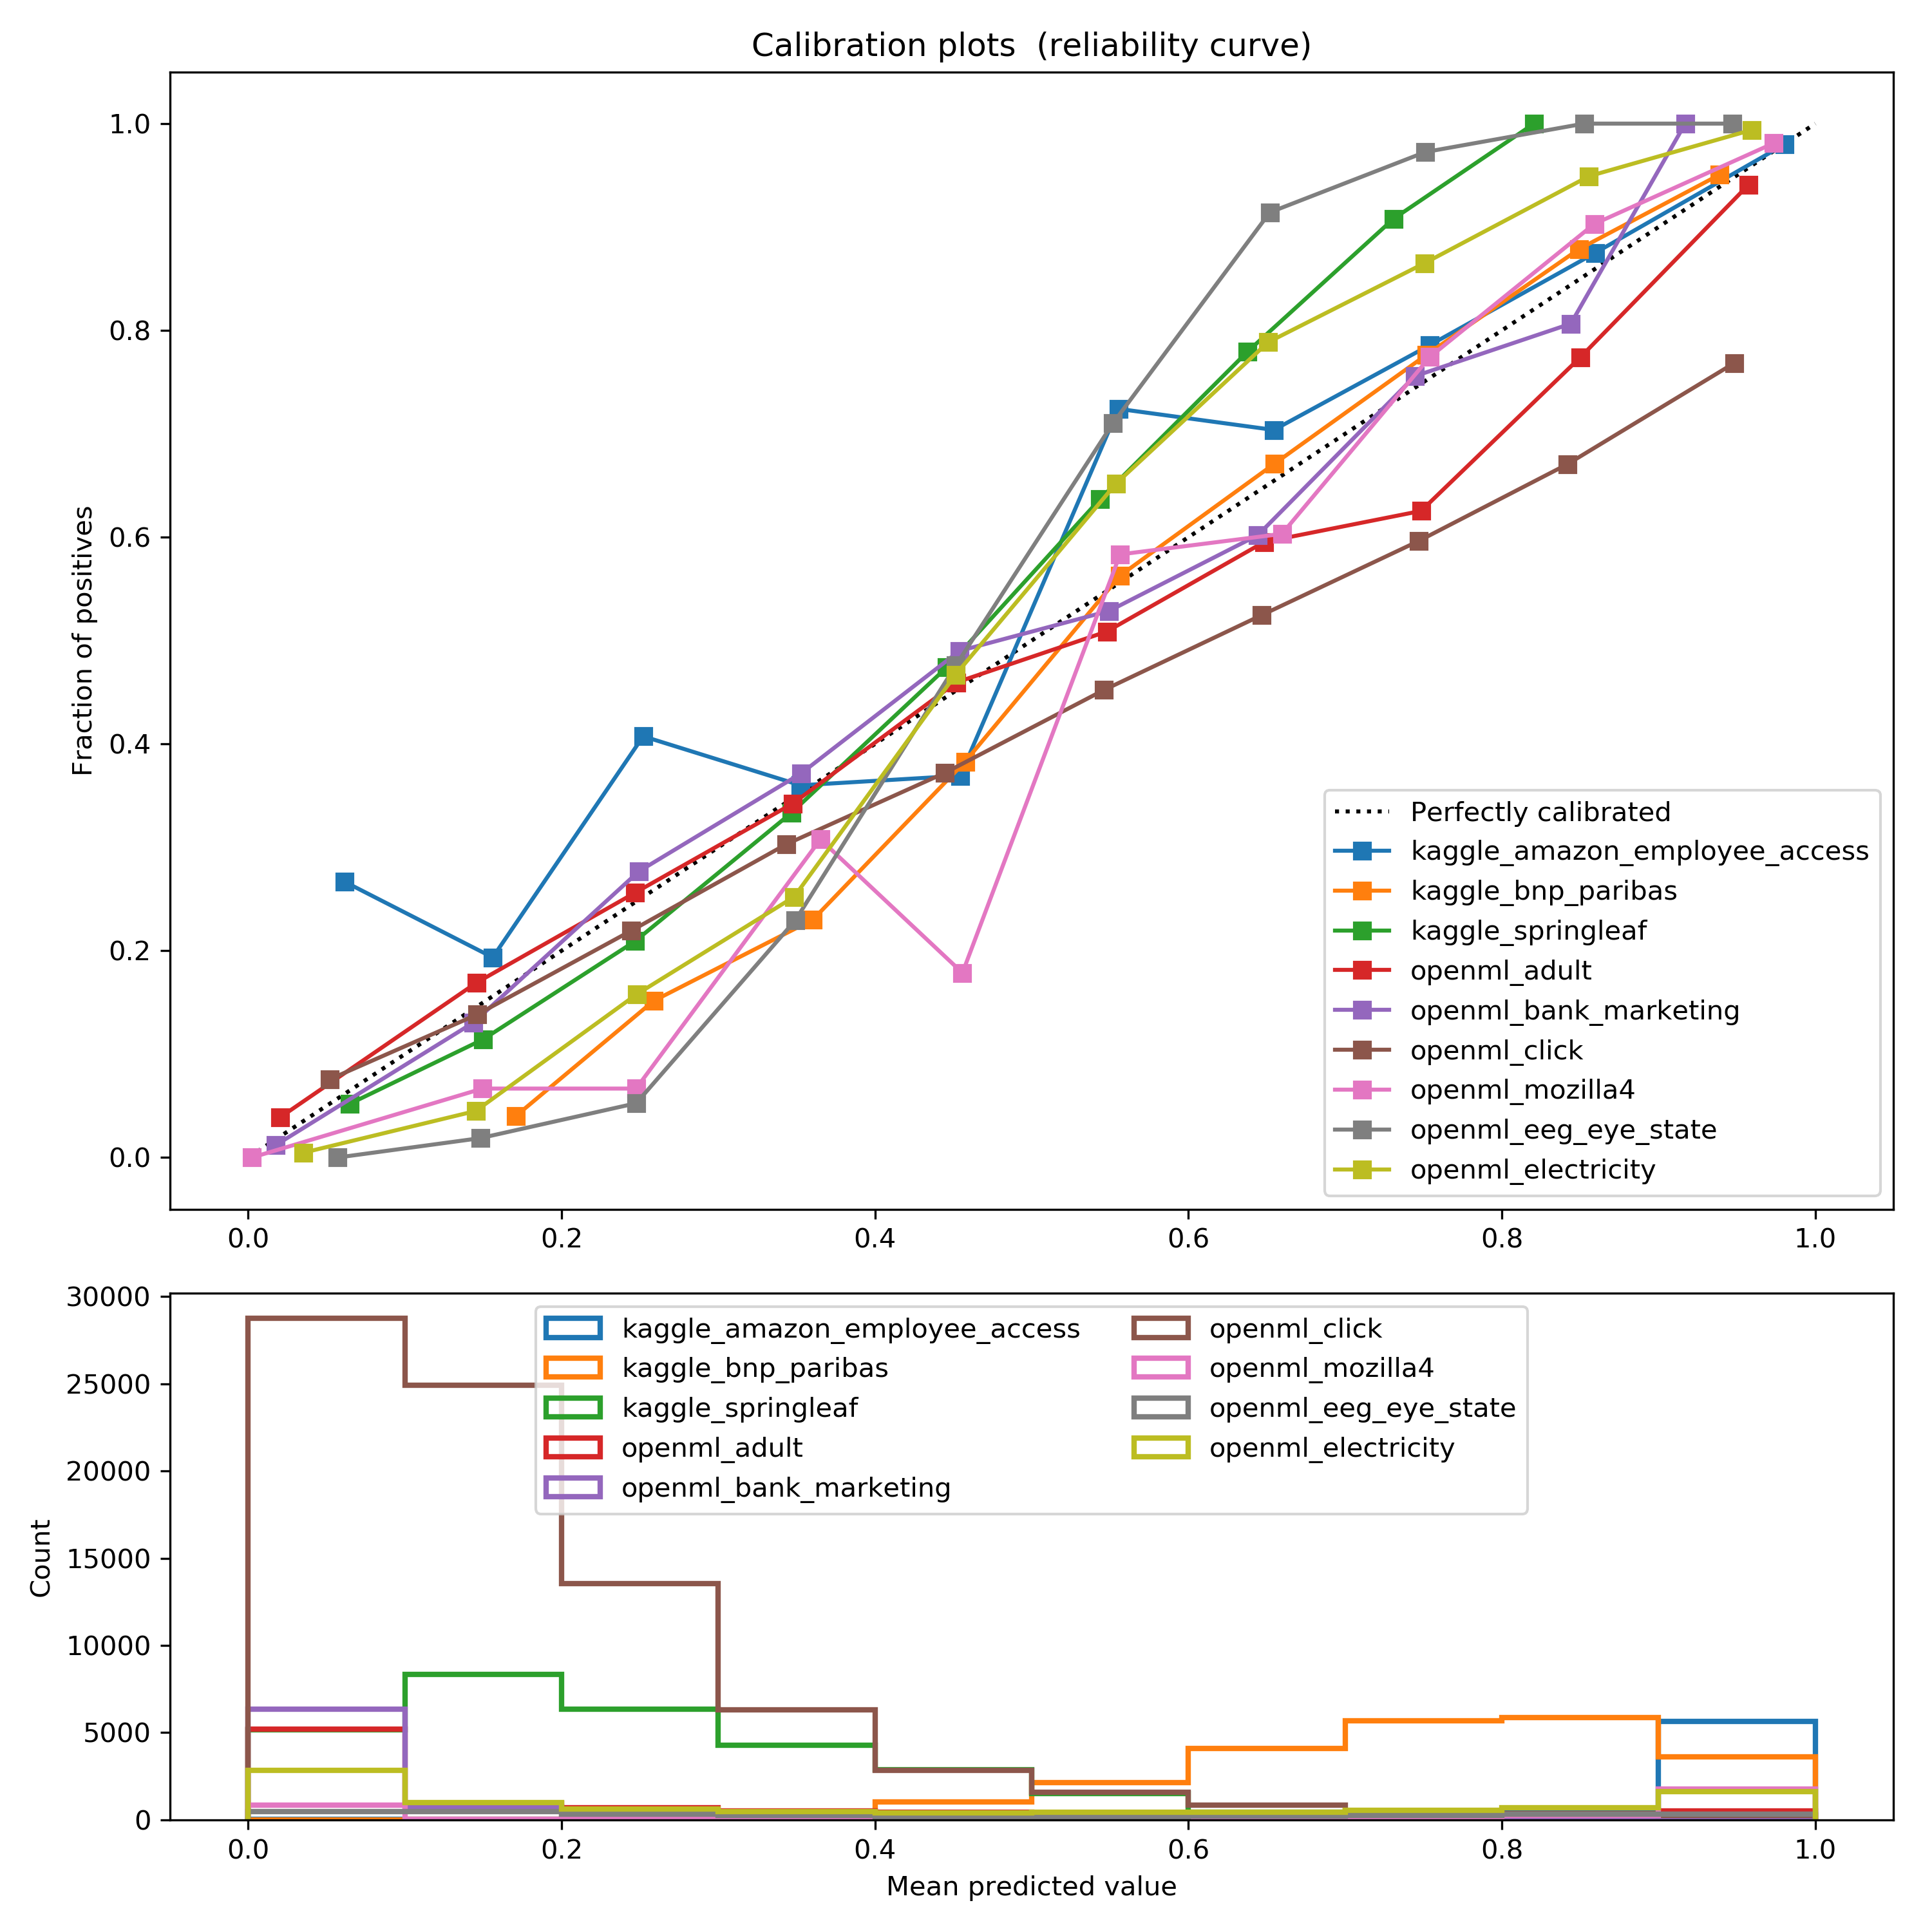 Calibration plots  (reliability curve)
1.0
0.8
0.6
0.4
0.2
0.0
Fraction of positives
Perfectly calibrated
kaggle_amazon_employee_access
kaggle_bnp_paribas
kaggle_springleaf
openml_adult
openml_bank_marketing
openml_click
openml_mozilla4
openml_eeg_eye_state
openml_electricity
0.0 0.2 0.4 0.6 0.8 1.0
30000
25000
20000
15000
10000
5000
0
Count
kaggle_amazon_employee_access
kaggle_bnp_paribas
kaggle_springleaf
openml_adult
openml_bank_marketing
openml_click
openml_mozilla4
openml_eeg_eye_state
openml_electricity
0.0 0.2 0.4 0.6 0.8 1.0
Mean predicted value